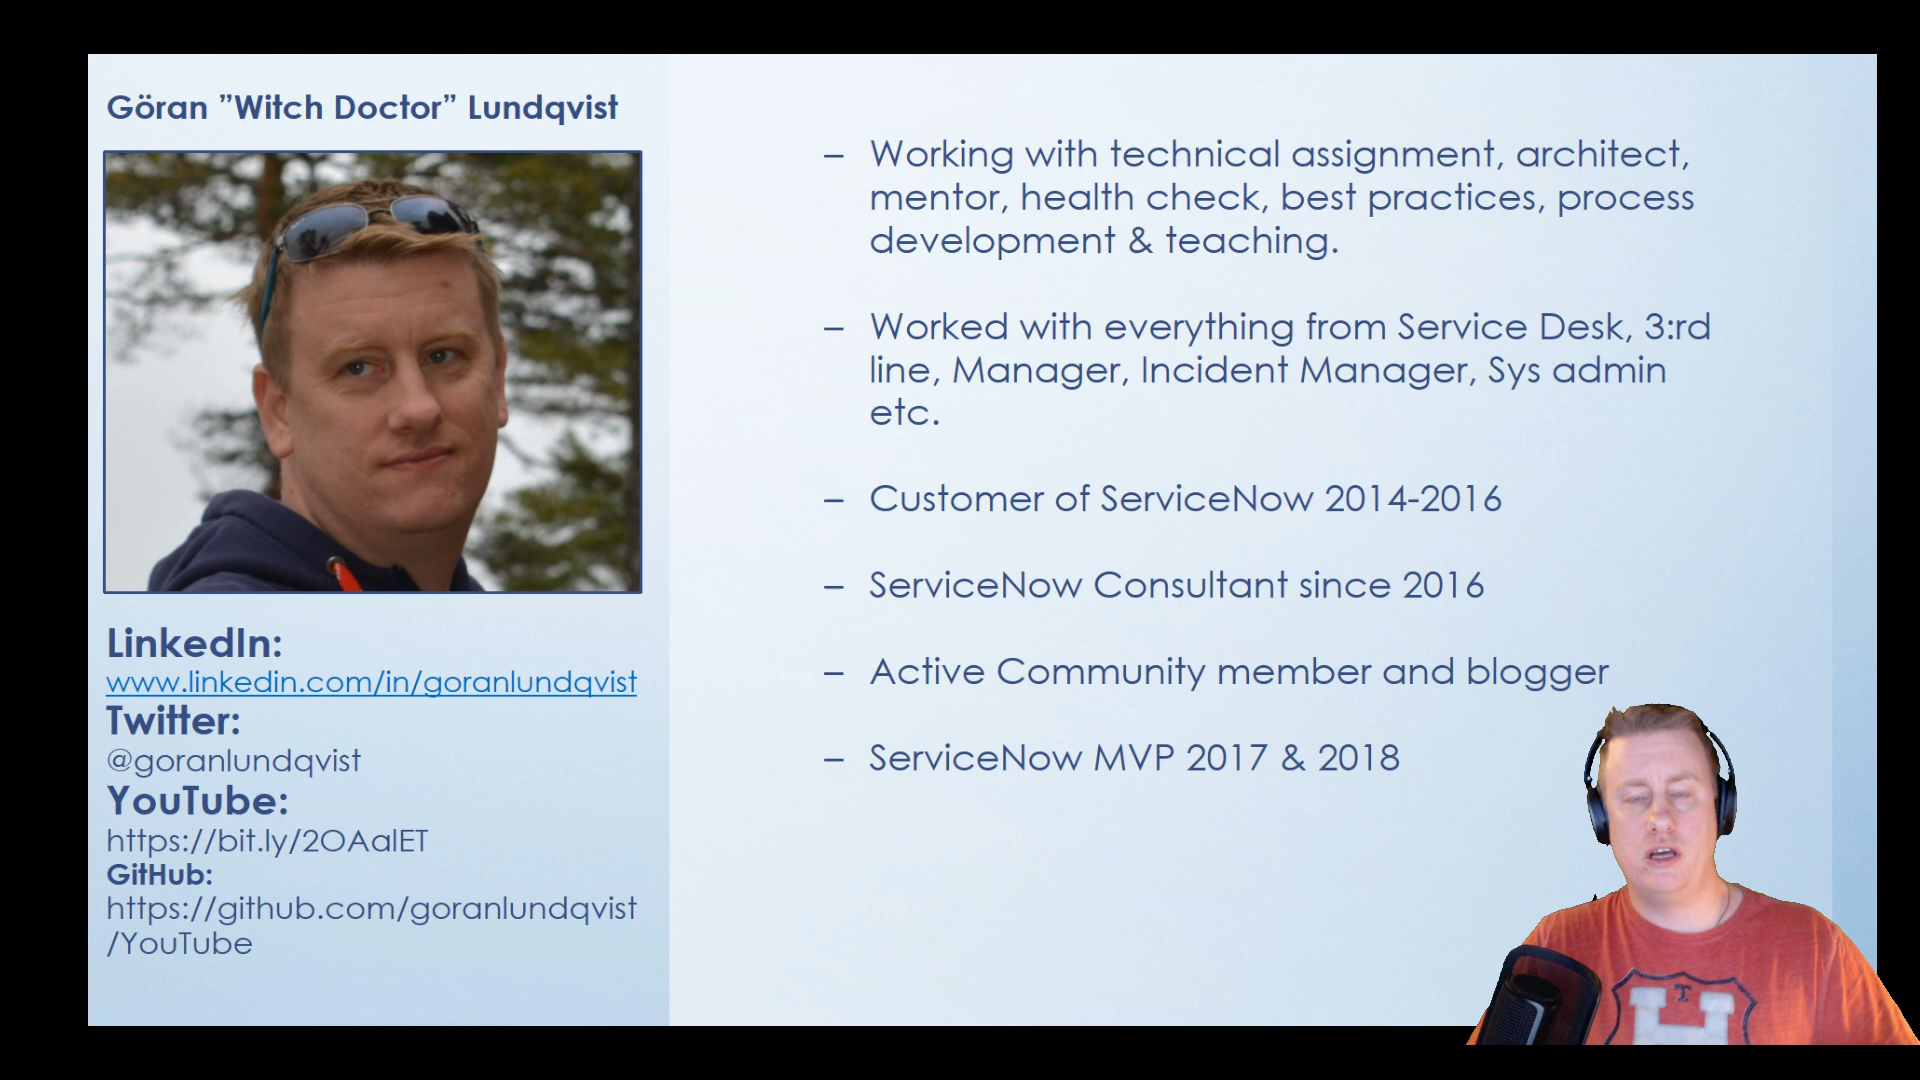 Göran ”Witch Doctor” Lundqvist
LinkedIn:
www.linkedin.com/in/goranlundqvist
Twitter:
@goranlundqvist
YouTube:
https://bit.ly/2OAalET
GitHub:
https://github.com/goranlundqvist
/YouTube
– Working with technical assignment, architect,
mentor, health check, best practices, process
development & teaching.
– Worked with everything from Service Desk, 3:rd
line, Manager, Incident Manager, Sys admin
etc.
– Customer of ServiceNow 2014-2016
– ServiceNow Consultant since 2016
– Active Community member and blogger
– ServiceNow MVP 2017 & 2018
T